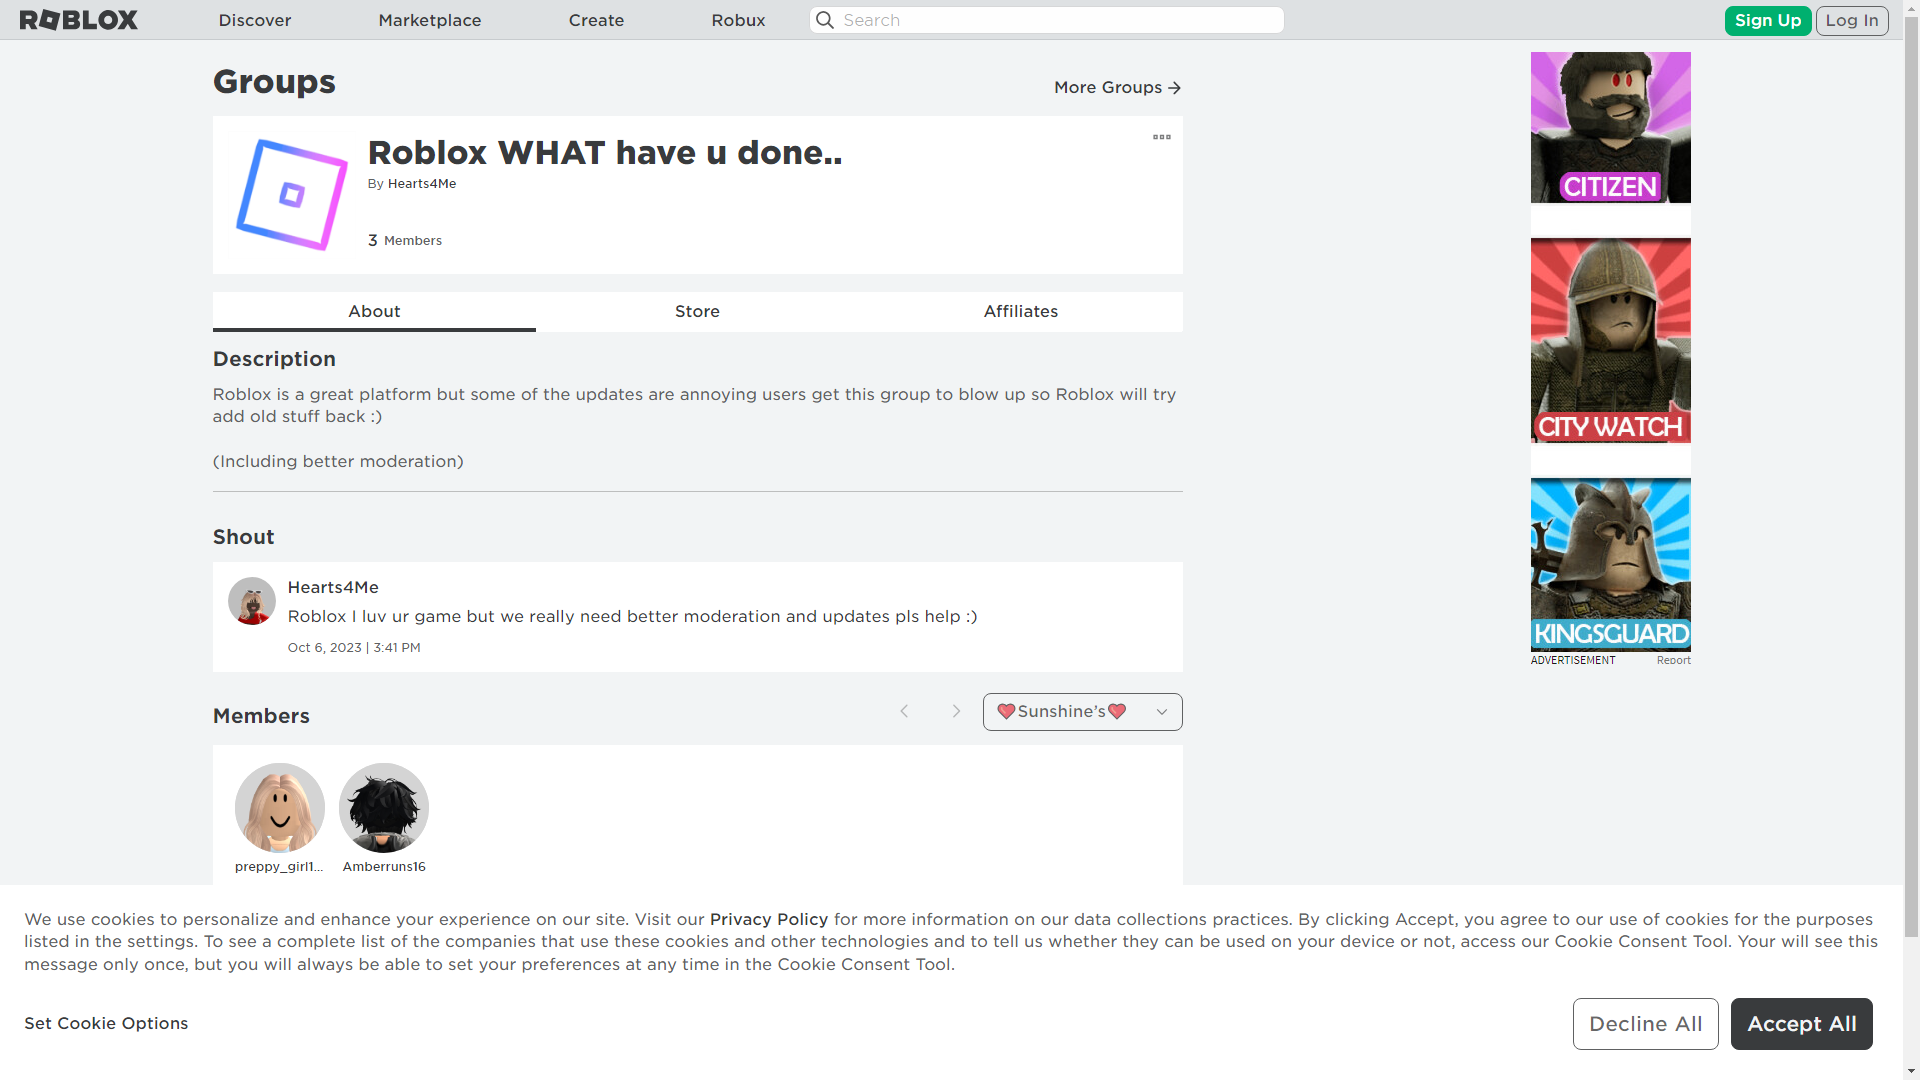 ROBLOX
Discover
Marketplace
Create
Robux
Search
Sign Up
Log In
Groups
More Groups
Roblox WHAT have u done..
By Hearts4Me
3 Members
About
Store
Affiliates
Description
Roblox is a great platform but some of the updates are annoying users get this group to blow up so Roblox will try
add old stuff back :)
(Including better moderation)
Shout
Hearts4Me
Roblox I luv ur game but we really need better moderation and updates pls help :)
Oct 6, 2023 | 3:41 PM
Members
❤️Sunshine’s❤️
preppy_girl1...
Amberruns16
CITIZEN
CITY WATCH
KINGSGUARD
ADVERTISEMENT
Report
We use cookies to personalize and enhance your experience on our site. Visit our Privacy Policy for more information on our data collections practices. By clicking Accept, you agree to our use of cookies for the purposes
listed in the settings. To see a complete list of the companies that use these cookies and other technologies and to tell us whether they can be used on your device or not, access our Cookie Consent Tool. Your will see this
message only once, but you will always be able to set your preferences at any time in the Cookie Consent Tool.
Set Cookie Options
Decline All
Accept All